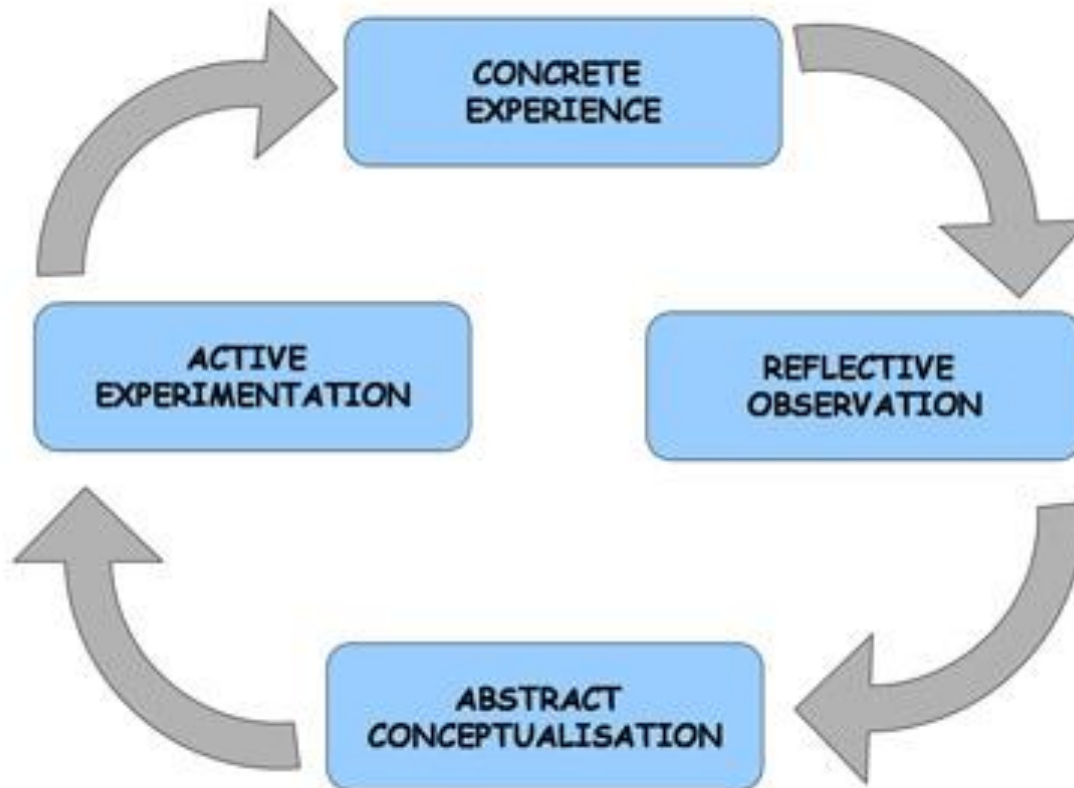 CONCRETE
EXPERIENCE
ACTIVE
EXPERIMENTATION
REFLECTIVE
OBSERVATION
ABSTRACT
CONCEPTUALISATION